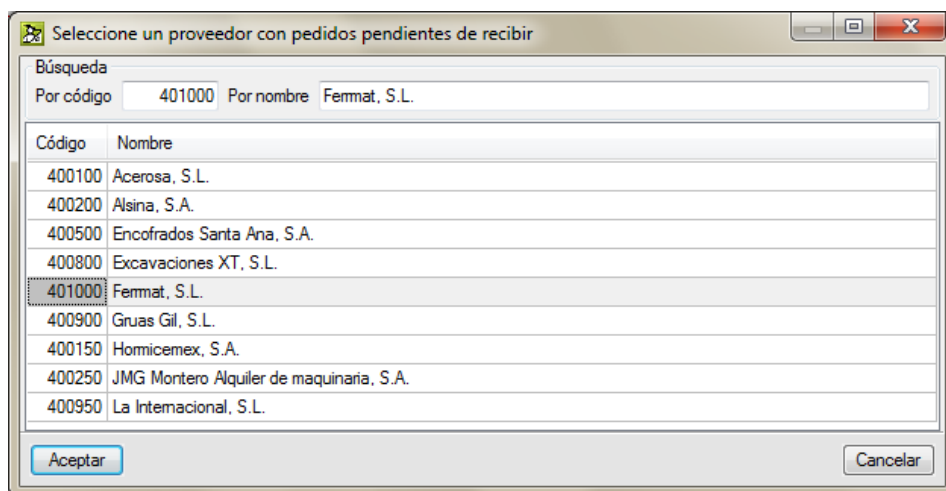 Seleccione un proveedor con pedidos pendientes de recibir
Búsqueda
Por código 401000 Por nombre Ferrmat, S.L.
Código Nombre
400100 Acerosa, S.L.
400200 Alsina, S.A.
400500 Encofrados Santa Ana, S.A.
400800 Excavaciones XT, S.L.
401000 Ferrmat, S.L.
400900 Gruas Gil, S.L.
400150 Hormicemex, S.A.
400250 JMG Montero Alquiler de maquinaria, S.A.
400950 La Internacional, S.L.
Aceptar Cancelar